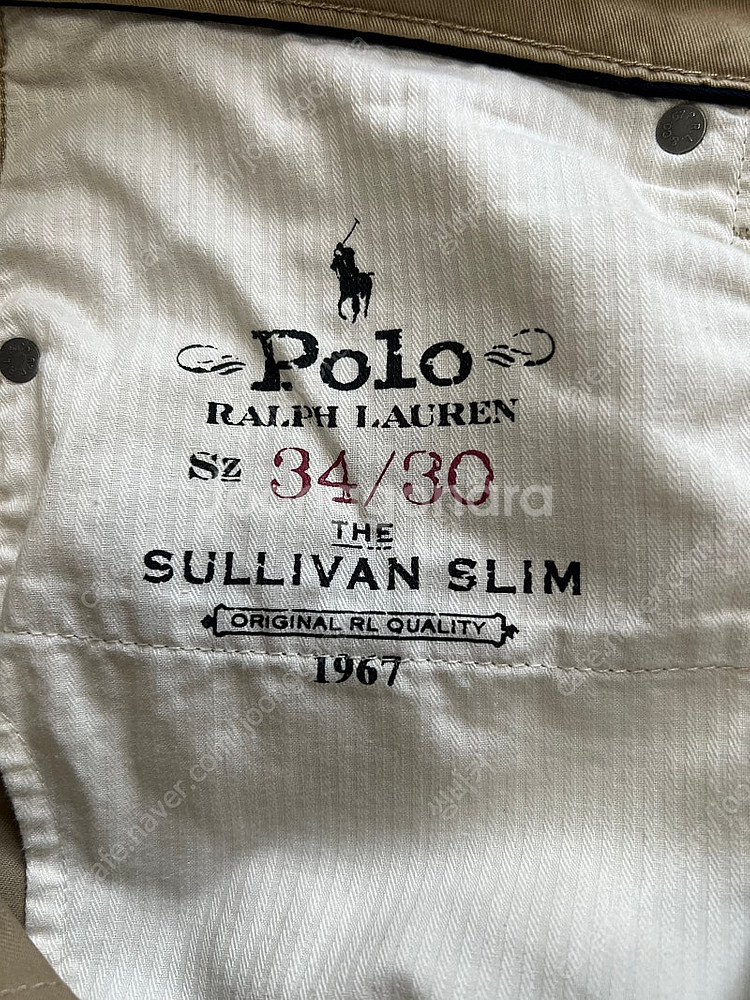 Polo
RALPH LAUREN
Sz 34/30
THE
SULLIVAN SLIM
ORIGINAL RL QUALITY
1967